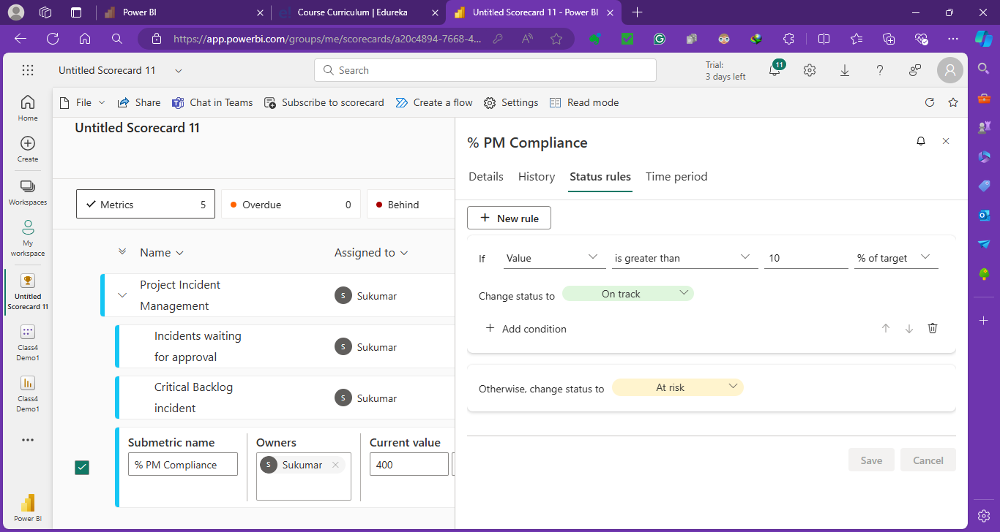 Power BI
Course Curriculum | Edureka
Untitled Scorecard 11 - Power BI
https://app.powerbi.com/groups/me/scorecards/a20c4894-7668-4...
Untitled Scorecard 11
Search
Trial:
3 days left
11
File
Share
Chat in Teams
Subscribe to scorecard
Create a flow
Settings
Read mode
Home
Create
Workspaces
My
workspace
Untitled
Scorecard 11
Class4
Demo1
Class4
Demo1
Power BI
Untitled Scorecard 11
Metrics 5
Overdue 0
Behind
Name
Assigned to
Project Incident
Management
S Sukumar
Incidents waiting
for approval
S Sukumar
Critical Backlog
incident
S Sukumar
Submetric name
Owners
Current value
% PM Compliance
S Sukumar
400
% PM Compliance
Details
History
Status rules
Time period
New rule
If Value is greater than 10 % of target
Change status to On track
Add condition
Otherwise, change status to At risk
Save
Cancel